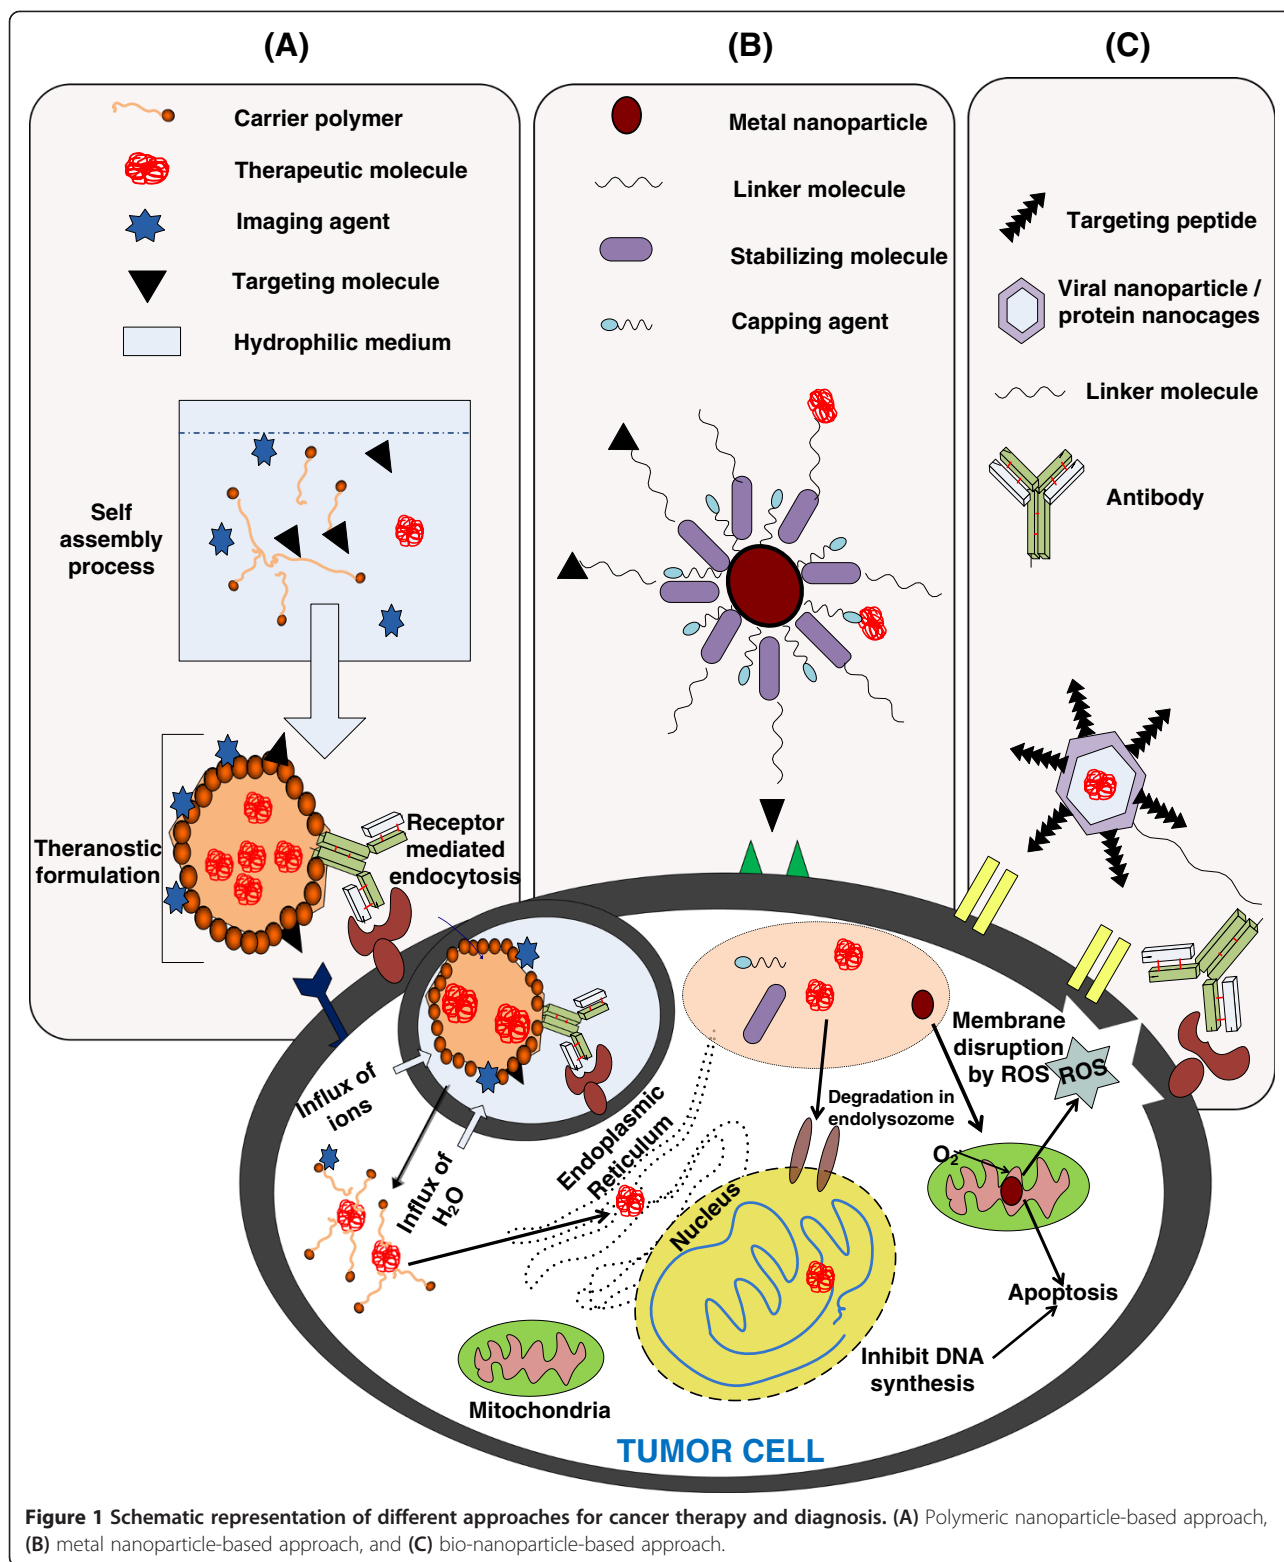 (A)
(B)
(C)
Carrier polymer
Therapeutic molecule
Imaging agent
Targeting molecule
Hydrophilic medium
Self
assembly
process
Theranostic
formulation
Receptor
mediated
endocytosis
Metal nanoparticle
Linker molecule
Stabilizing molecule
Capping agent
Targeting peptide
Viral nanoparticle /
protein nanocages
Linker molecule
Antibody
Influx of
ions
Influx of
H2O
Endoplasmic
Reticulum
Nucleus
Degradation in
endolysozome
Membrane
disruption
by ROS
ROS
O2
Apoptosis
Inhibit DNA
synthesis
Mitochondria
TUMOR CELL
Figure 1 Schematic representation of different approaches for cancer therapy and diagnosis. (A) Polymeric nanoparticle-based approach,
(B) metal nanoparticle-based approach, and (C) bio-nanoparticle-based approach.